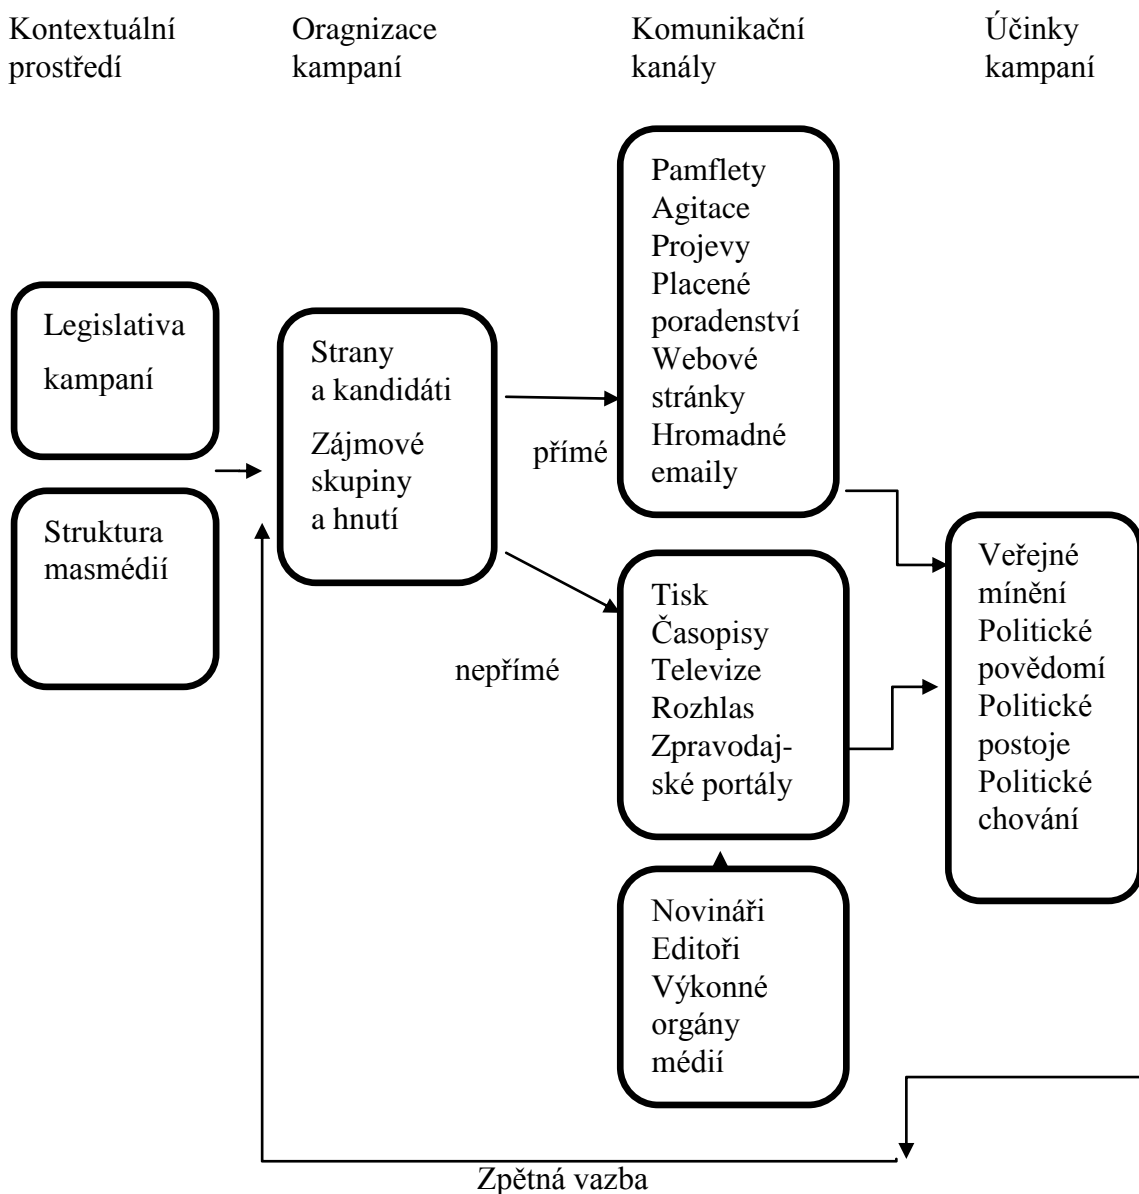 Kontextuální
prostředí
Oragnizace
kampaní
Komunikační
kanály
Účinky
kampaní
Legislativa
kampaní
Struktura
masmédií
Strany
a kandidáti
Zájmové
skupiny
a hnutí
přímé
nepřímé
Pamflety
Agitace
Projevy
Placené
poradenství
Webové
stránky
Hromadné
emaily
Tisk
Časopisy
Televize
Rozhlas
Zpravodaj-
ské portály
Novináři
Editoři
Výkonné
orgány
médií
Veřejné
mínění
Politické
povědomí
Politické
postoje
Politické
chování
Zpětná vazba